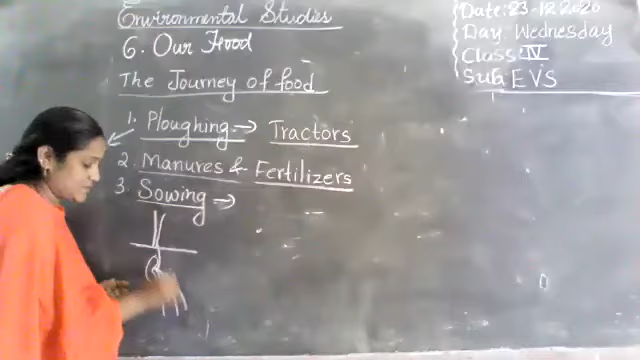 Environmental Studies
6. Our Food
The Journey of food
1. Ploughing → Tractors
2. Manures & Fertilizers
3. Sowing →
Date: 23-12-2020
Day: Wednesday
Class IV
Sub: EVS